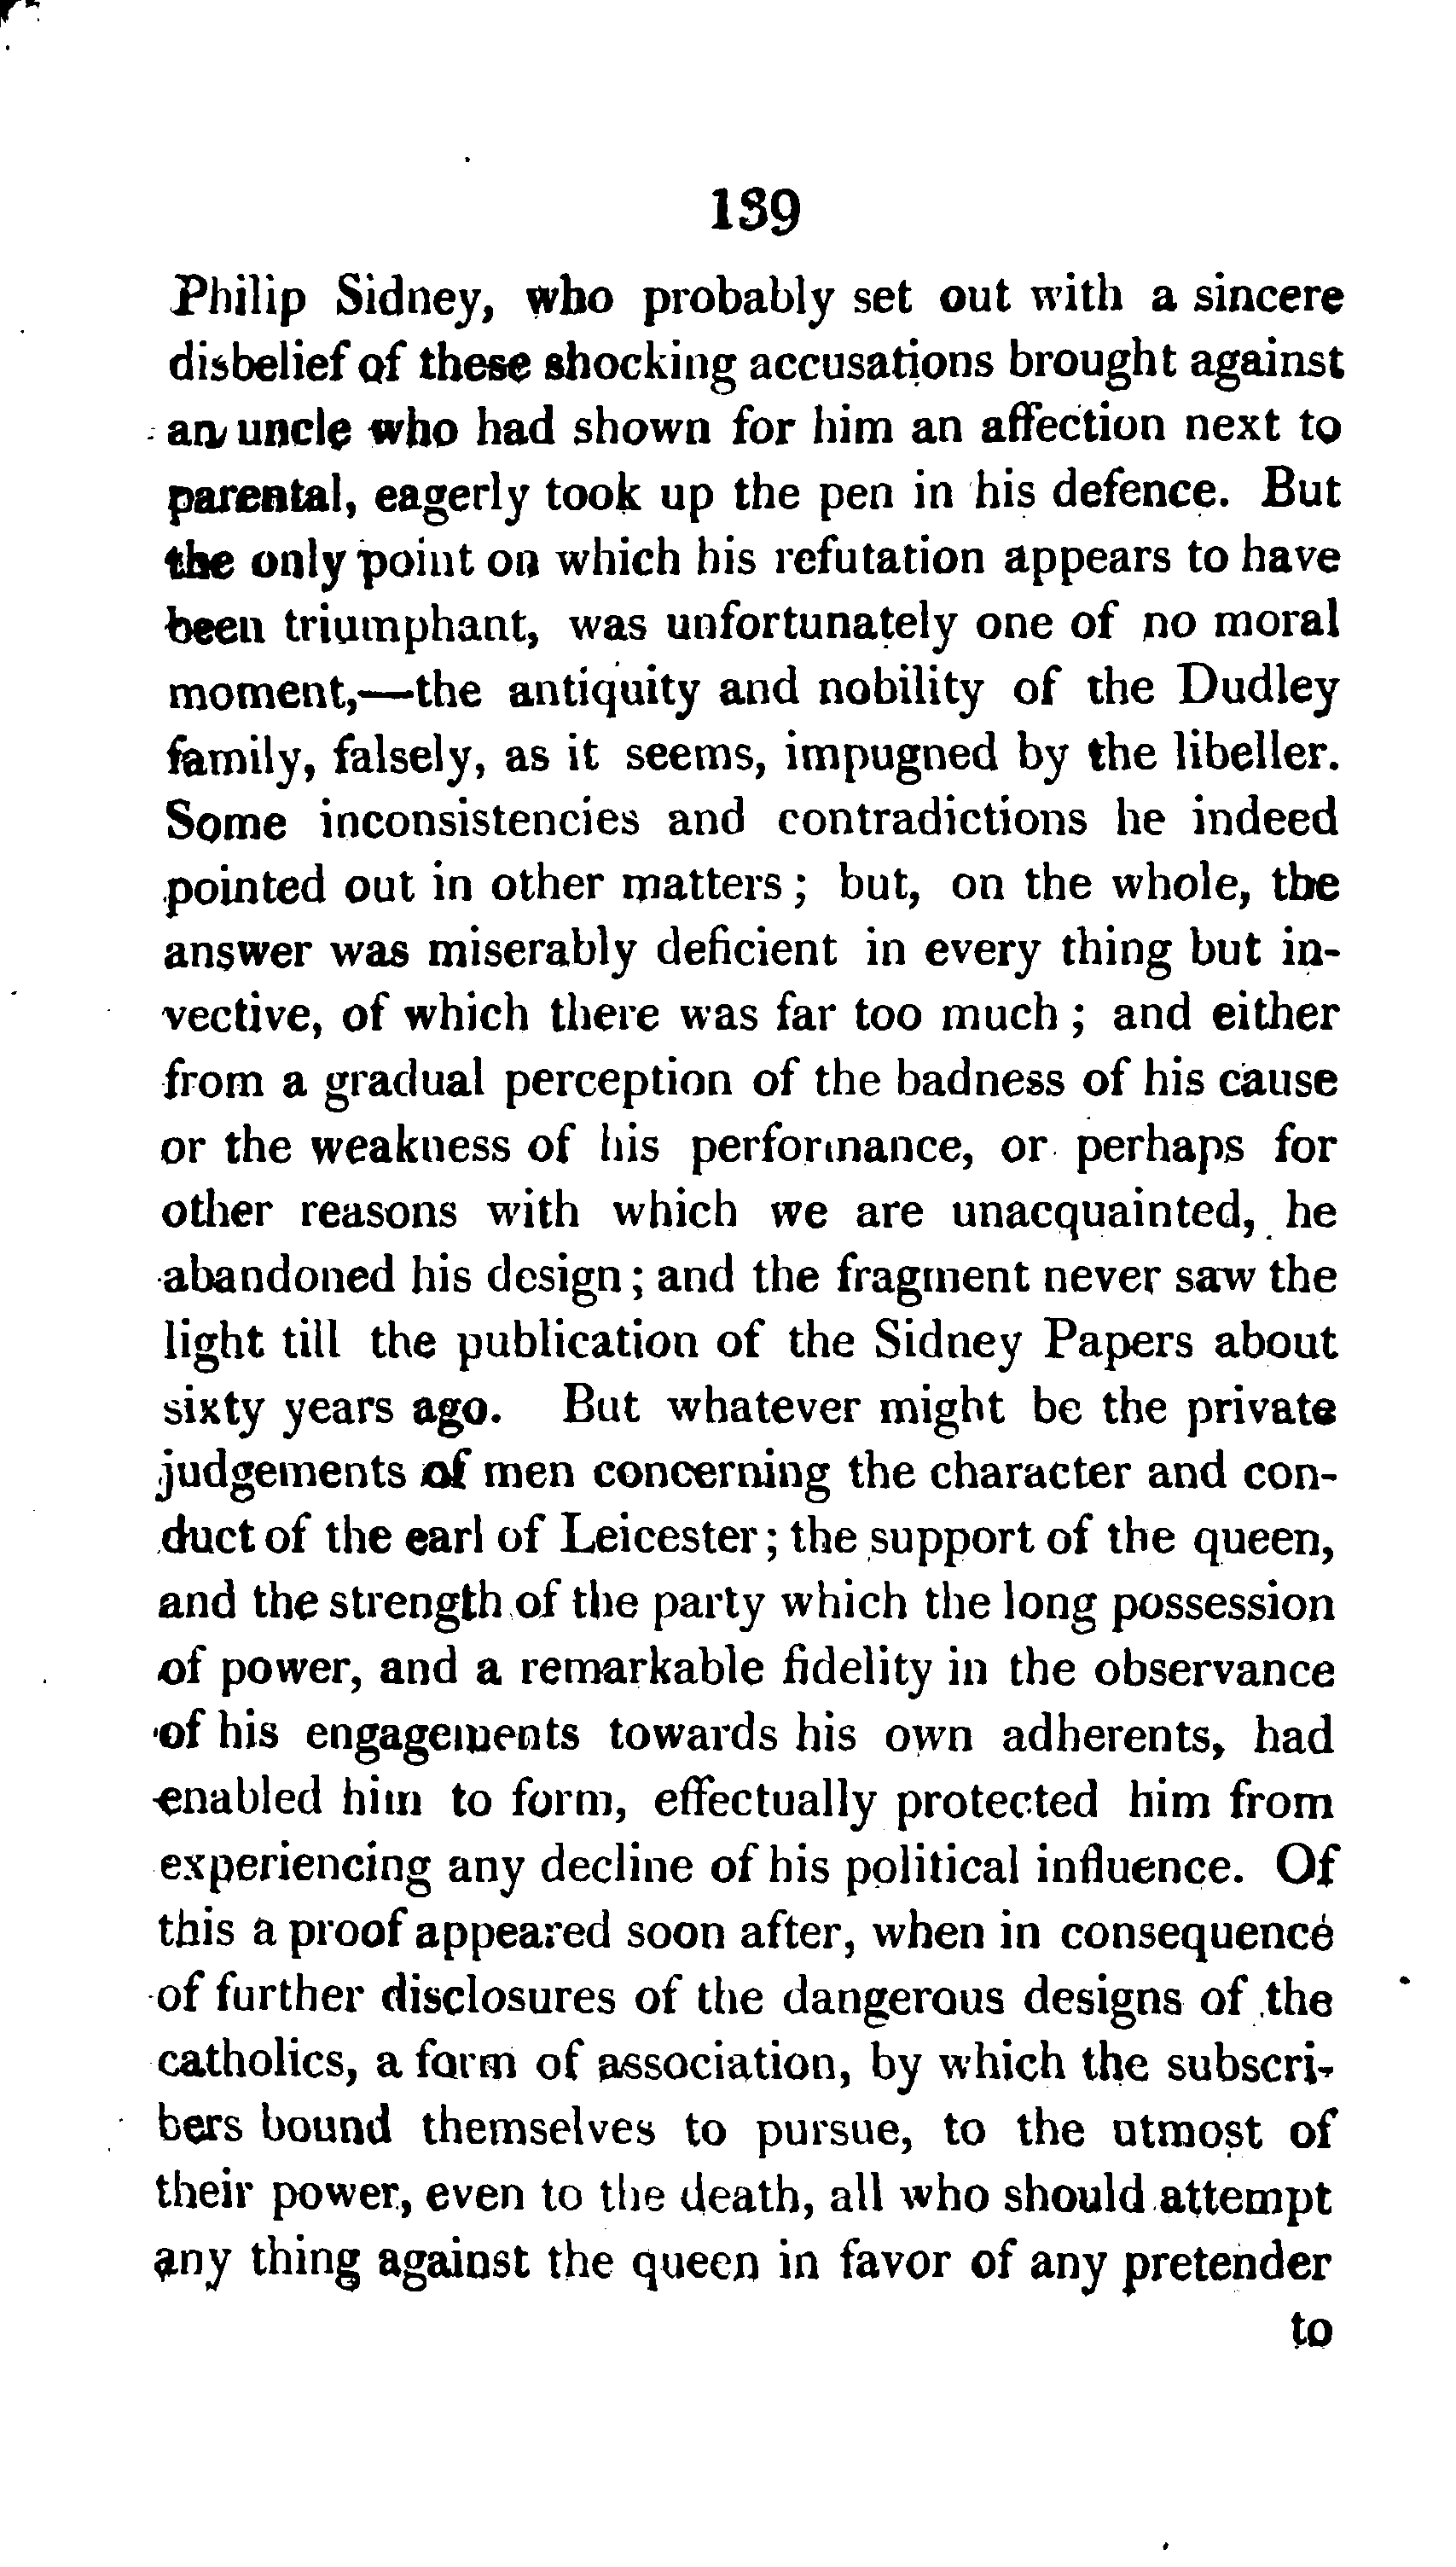 139
Philip Sidney, who probably set out with a sincere
disbelief of these shocking accusations brought against
an uncle who had shown for him an affection next to
parental, eagerly took up the pen in his defence. But
the only point on which his refutation appears to have
been triumphant, was unfortunately one of no moral
moment,—the antiquity and nobility of the Dudley
family, falsely, as it seems, impugned by the libeller.
Some inconsistencies and contradictions he indeed
pointed out in other matters; but, on the whole, the
answer was miserably deficient in every thing but in-
vective, of which there was far too much; and either
from a gradual perception of the badness of his cause
or the weakness of his performance, or perhaps for
other reasons with which we are unacquainted, he
abandoned his design; and the fragment never saw the
light till the publication of the Sidney Papers about
sixty years ago. But whatever might be the private
judgements of men concerning the character and con-
duct of the earl of Leicester; the support of the queen,
and the strength of the party which the long possession
of power, and a remarkable fidelity in the observance
of his engagements towards his own adherents, had
enabled him to form, effectually protected him from
experiencing any decline of his political influence. Of
this a proof appeared soon after, when in consequence
of further disclosures of the dangerous designs of the
catholics, a form of association, by which the subscri-
bers bound themselves to pursue, to the utmost of
their power, even to the death, all who should attempt
any thing against the queen in favor of any pretender
to